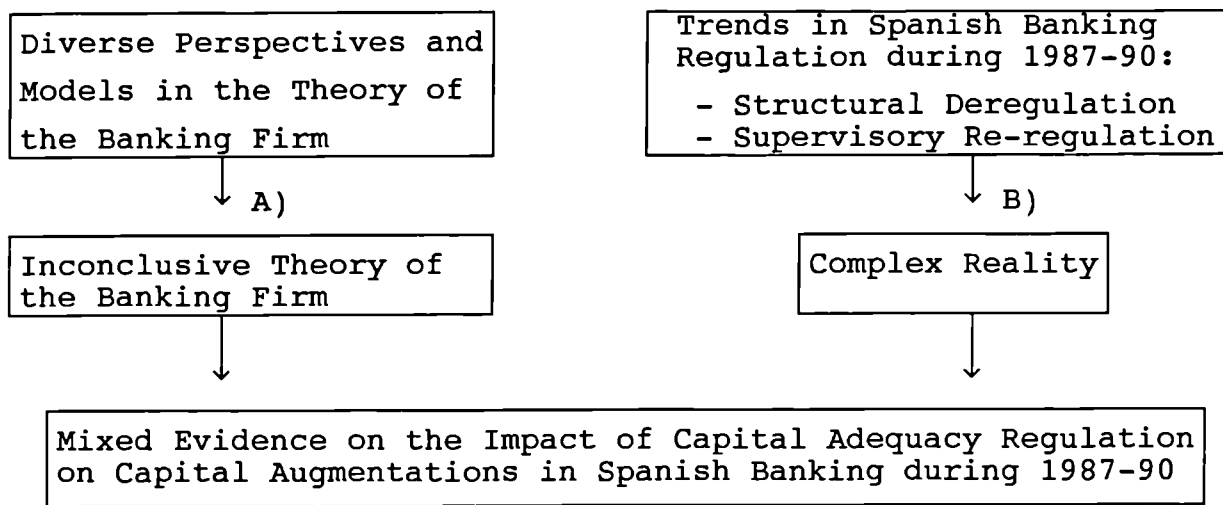 Diverse Perspectives and
Models in the Theory of
the Banking Firm
Trends in Spanish Banking
Regulation during 1987-90:
- Structural Deregulation
- Supervisory Re-regulation
A)
B)
Inconclusive Theory of
the Banking Firm
Complex Reality
Mixed Evidence on the Impact of Capital Adequacy Regulation
on Capital Augmentations in Spanish Banking during 1987-90